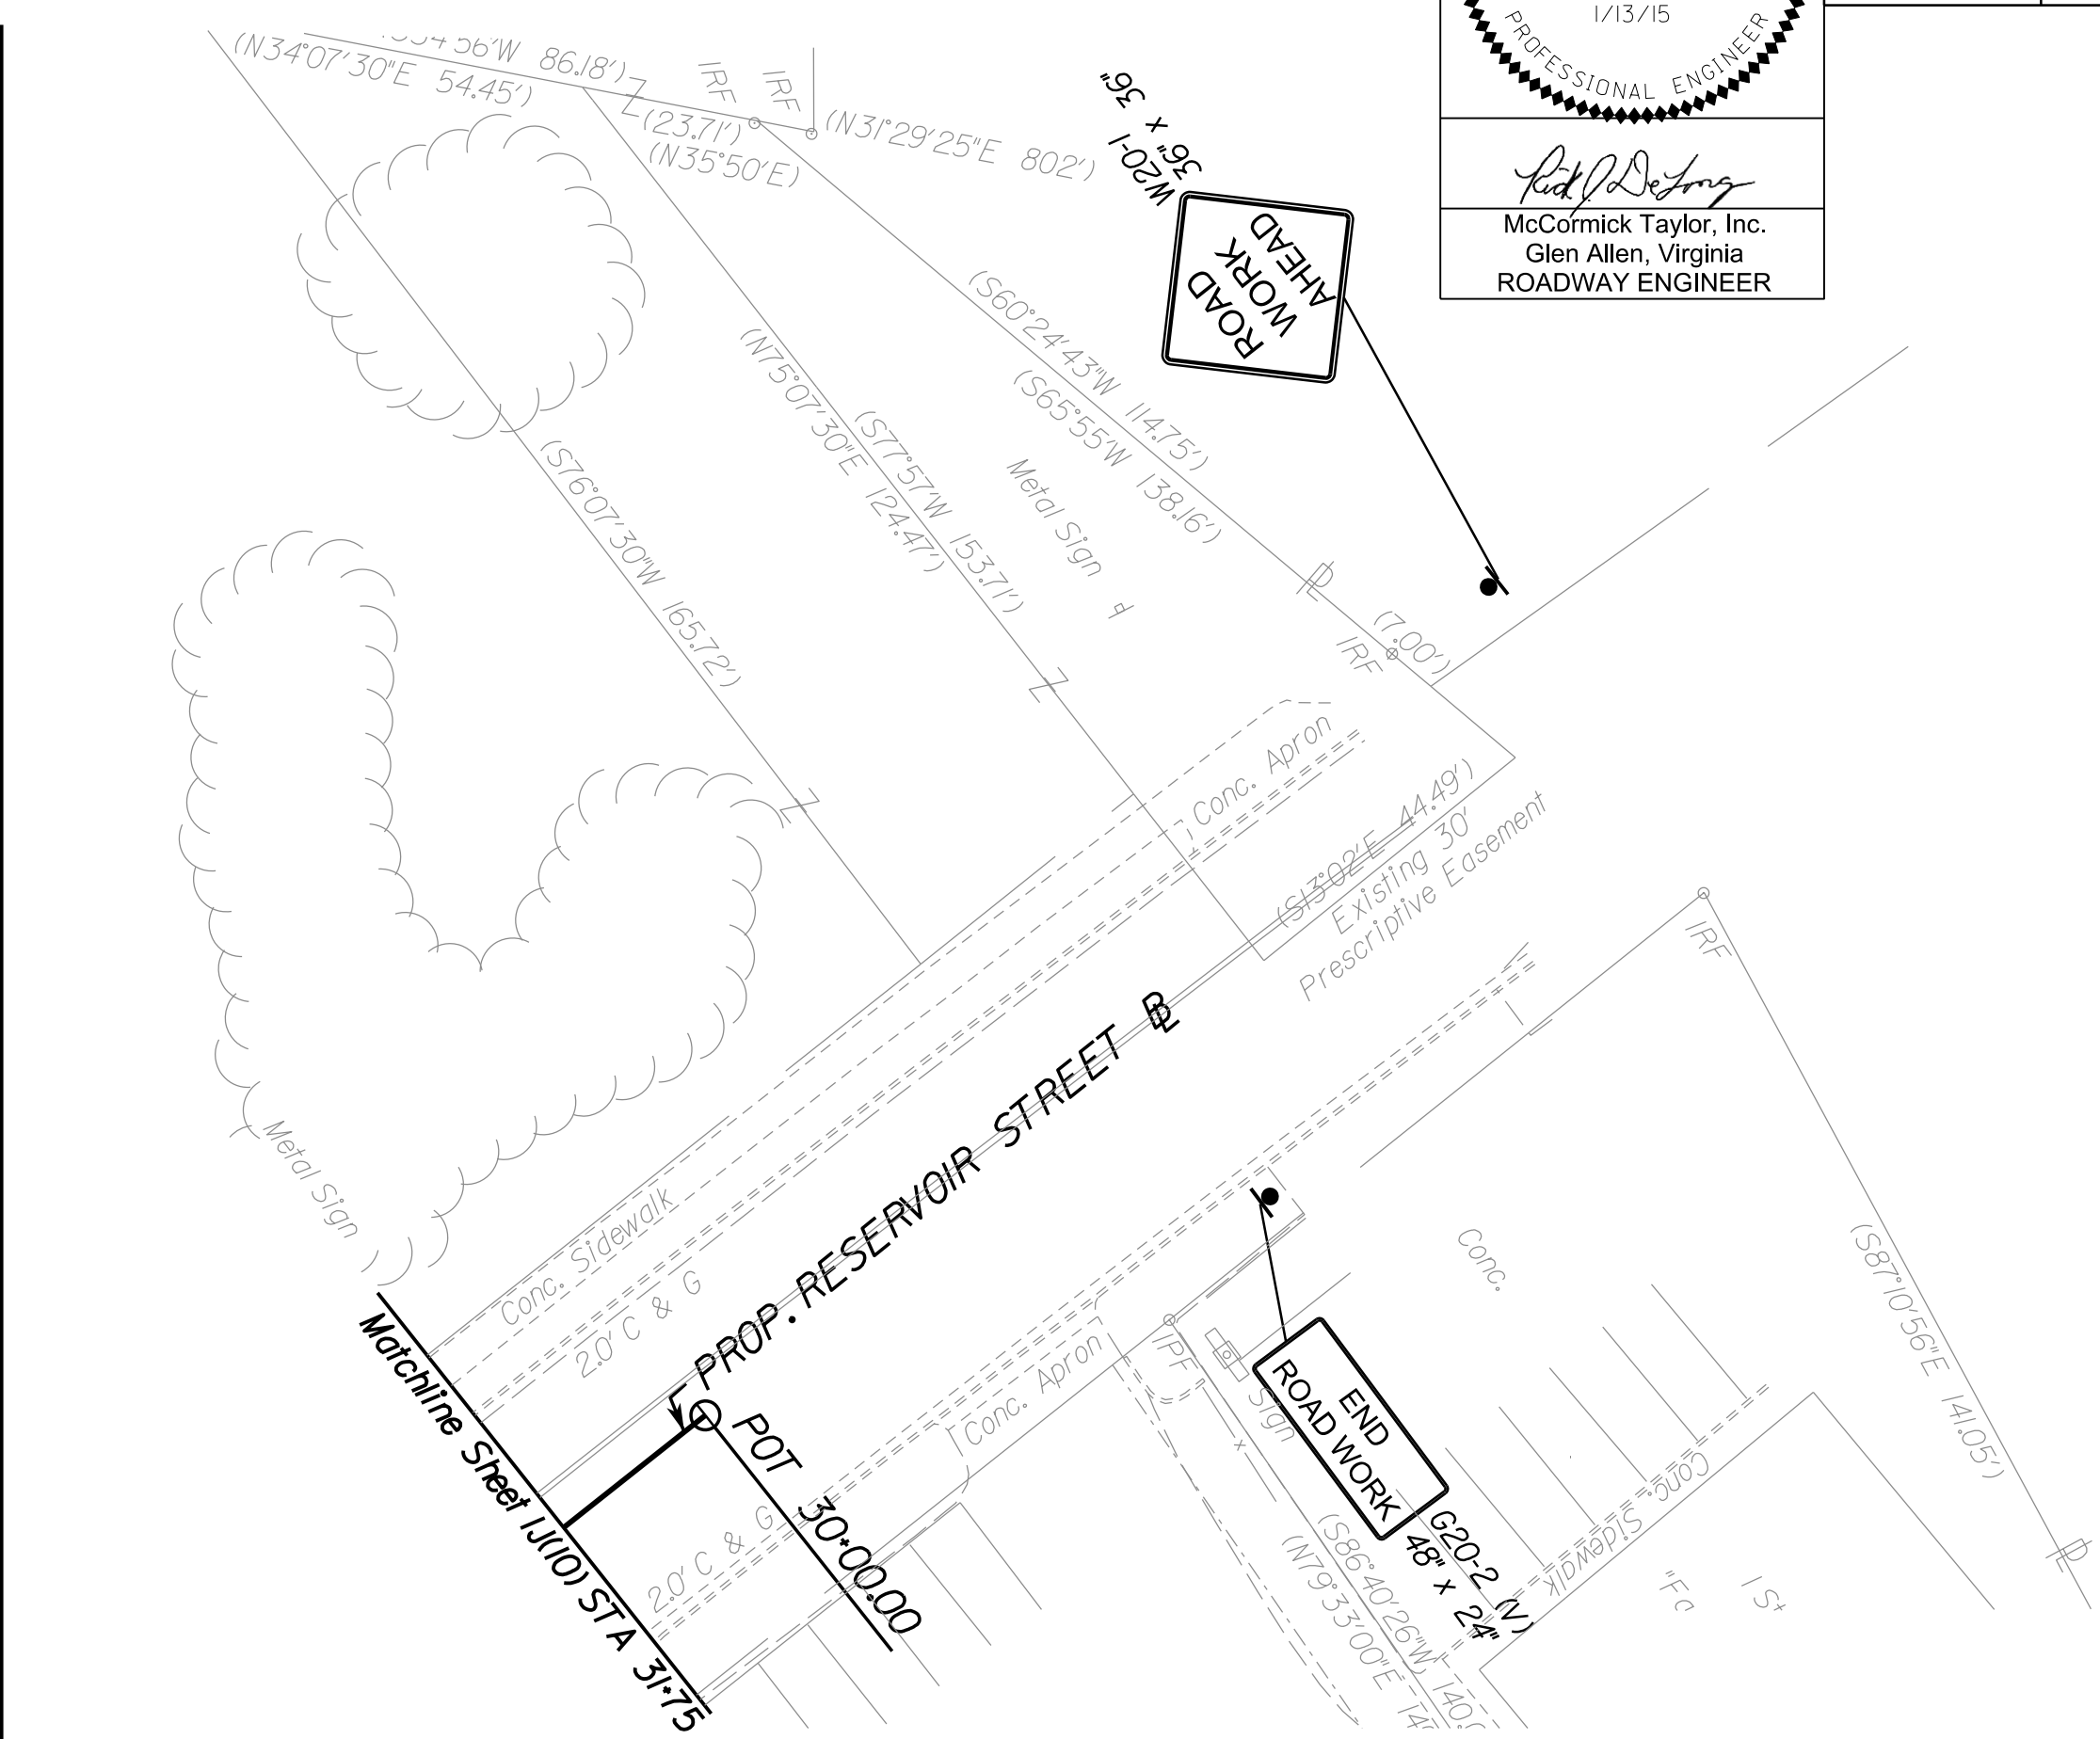 1/13/15
PROFESSIONAL ENGINEER
McCormick Taylor, Inc.
Glen Allen, Virginia
ROADWAY ENGINEER
86.18')
(N34°07'30"E 54.45')
IRF
IRF
(23.71')
(N35°50'E)
(N31°29'25"E 802')
W20-1
36" x 36"
ROAD
WORK
AHEAD
(S60°24'43"W 114.75')
(S65°55'W 138.16')
(N75°07'30"E 124.47')
(S77°57'W 153.71')
Metal Sign
(S76°07'30"W 165.72')
IRF
(7.00')
Conc. Apron
(S13°02'E 44.49')
Existing 30'
Prescriptive Easement
IRF
PROP. RESERVOIR STREET
Metal Sign
Conc. Sidewalk
2.0' C & G
Matchline Sheet 1J(10) STA 31+75
POT 30+00.00
2.0' C & G
Conc. Apron
IPF
Sign
END
ROAD WORK
G20-2 (V)
48" x 24"
Conc.
(S87°10'56"E 141.05')
Conc. Sidewalk
(S86°40'26"W
(N79°33'00"E